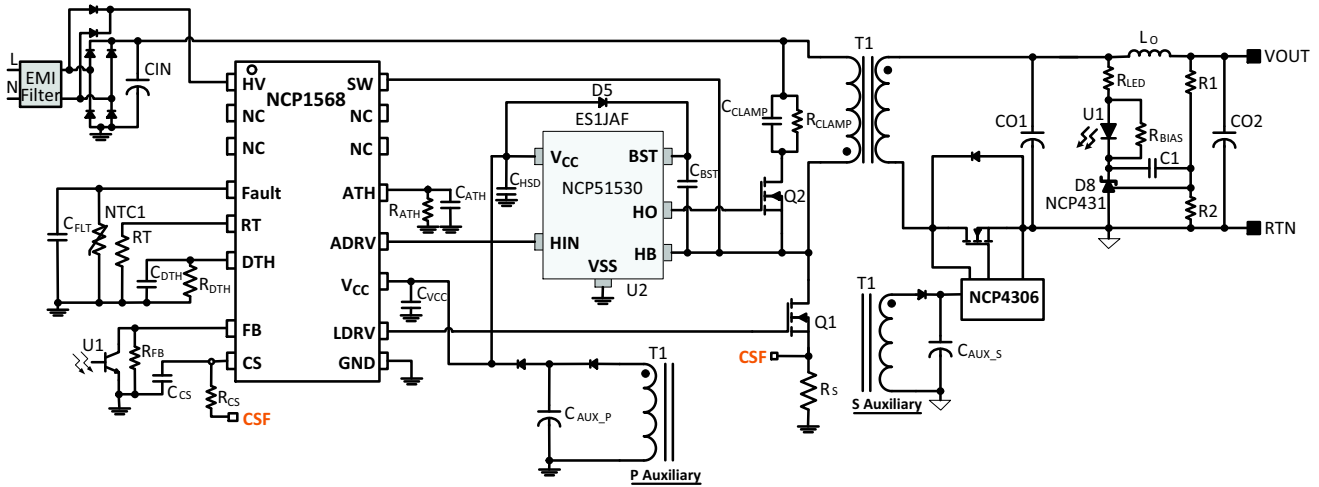 L
N
EMI
Filter
CIN
HV
NC
NC
Fault
RT
DTH
FB
CS
NCP1568
SW
NC
NC
ATH
ADRV
VCC
LDRV
GND
CFLT
NTC1
RT
CDTH
RDTH
U1
RFB
CCS
RCS
CSF
RATH
CATH
CVCC
D5
ES1JAF
CHSD
VCC
BST
NCP51530
HO
HIN
HB
VSS
U2
CBST
CCLAMP
RCLAMP
Q2
Q1
CSF
RS
CAUX_P
T1
P Auxiliary
T1
T1
S Auxiliary
CAUX_S
NCP4306
CO1
RLED
U1
RBIAS
C1
D8
NCP431
LO
R1
R2
CO2
VOUT
RTN